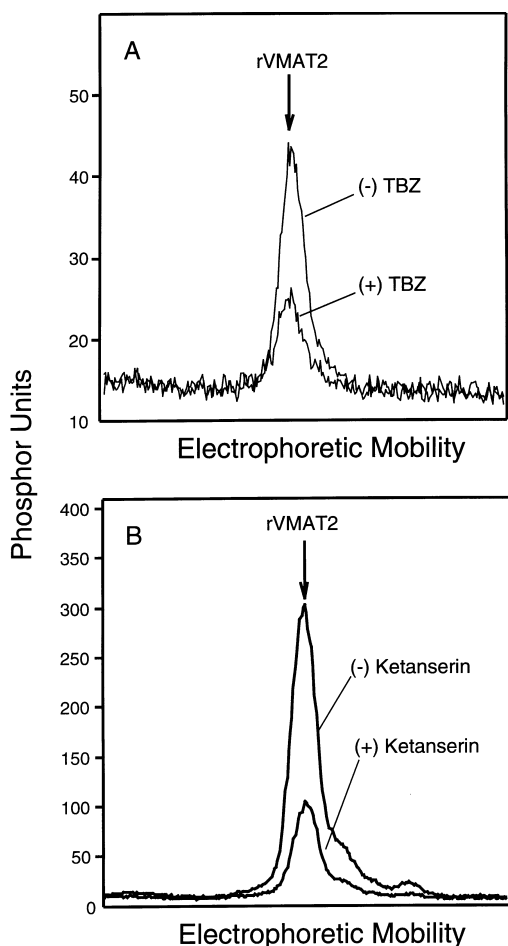 A
rVMAT2
50
(-) TBZ
40
30
(+) TBZ
20
10
Electrophoretic Mobility
Phosphor Units
400
B
rVMAT2
350
300
250
(-) Ketanserin
200
(+) Ketanserin
150
100
50
0
Electrophoretic Mobility